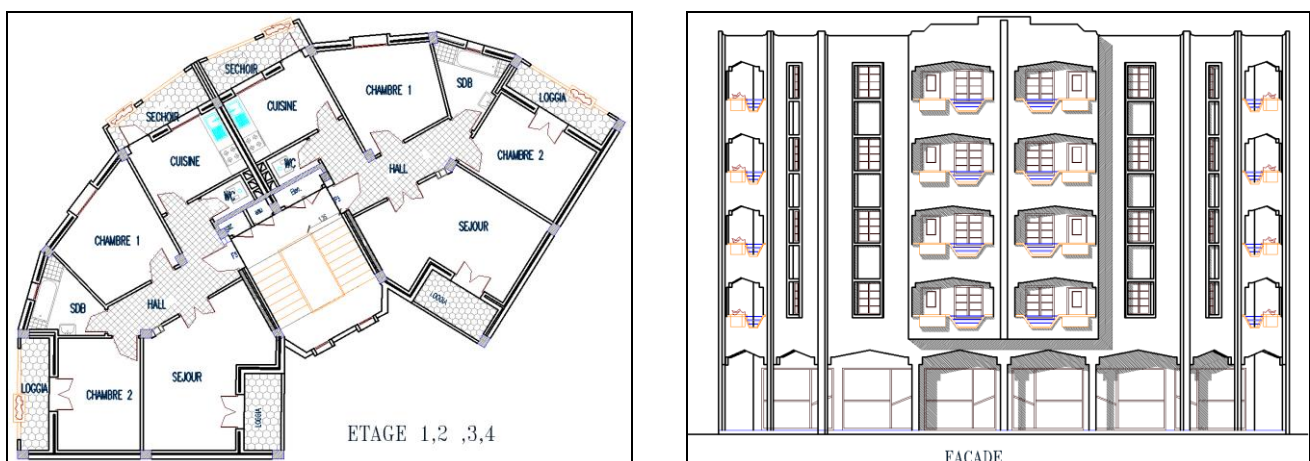 SECHOIR
SECHOIR
CUISINE
CUISINE
CHAMBRE 1
SDB
LOGGIA
WC
WC
HALL
CHAMBRE 2
CHAMBRE 1
SEJOUR
SDB
HALL
LOGGIA
LOGGIA
CHAMBRE 2
SEJOUR
LOGGIA
ETAGE 1,2 ,3,4
FACADE